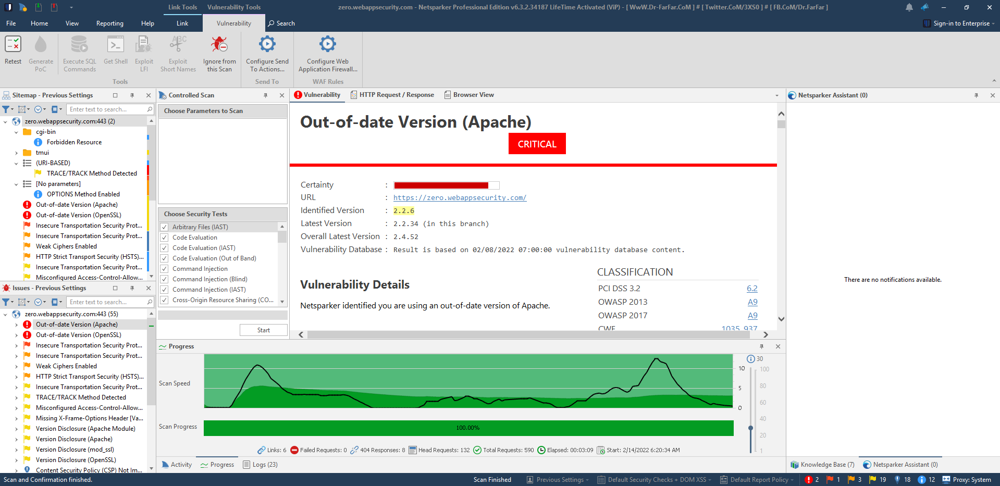 Link Tools Vulnerability Tools zero.webappsecurity.com - Netsparker Professional Edition v6.3.2.34187 LifeTime Activated (ViP) - [ WwW.Dr-FarFar.CoM ] # [ Twitter.CoM/3XS0 ] # [ FB.CoM/Dr.FarFar ]
File Home View Reporting Help Link Vulnerability Search Sign-in to Enterprise
Retest
Generate PoC
Execute SQL Commands
Get Shell
Exploit LFI
ABC
Exploit Short Names
Ignore from this Scan
Configure Send To Actions...
Configure Web Application Firewall...
Tools Send To WAF Rules
Sitemap - Previous Settings
Enter text to search...
zero.webappsecurity.com:443 (2)
cgi-bin
Forbidden Resource
tmui
(URI-BASED)
TRACE/TRACK Method Detected
[No parameters]
OPTIONS Method Enabled
Out-of-date Version (Apache)
Out-of-date Version (OpenSSL)
Insecure Transportation Security Prot...
Insecure Transportation Security Prot...
Weak Ciphers Enabled
HTTP Strict Transport Security (HSTS)...
Insecure Transportation Security Prot...
Misconfigured Access-Control-Allow...
Issues - Previous Settings
Enter text to search...
zero.webappsecurity.com:443 (55)
Out-of-date Version (Apache)
Out-of-date Version (OpenSSL)
Insecure Transportation Security Prot...
Insecure Transportation Security Prot...
Weak Ciphers Enabled
HTTP Strict Transport Security (HSTS)...
Insecure Transportation Security Prot...
TRACE/TRACK Method Detected
Misconfigured Access-Control-Allow...
Missing X-Frame-Options Header [Va...
Version Disclosure (Apache Module)
Version Disclosure (Apache)
Version Disclosure (mod_ssl)
Version Disclosure (OpenSSL)
Content Security Policy (CSP) Not Im...
Controlled Scan
Choose Parameters to Scan
Choose Security Tests
Arbitrary Files (IAST)
Code Evaluation
Code Evaluation (IAST)
Code Evaluation (Out of Band)
Command Injection
Command Injection (Blind)
Command Injection (IAST)
Cross-Origin Resource Sharing (CO...
Start
Vulnerability HTTP Request / Response Browser View
Out-of-date Version (Apache)
CRITICAL
Certainty :
URL : https://zero.webappsecurity.com/
Identified Version : 2.2.6
Latest Version : 2.2.34 (in this branch)
Overall Latest Version : 2.4.52
Vulnerability Database : Result is based on 02/08/2022 07:00:00 vulnerability database content.
Vulnerability Details
Netsparker identified you are using an out-of-date version of Apache.
CLASSIFICATION
PCI DSS 3.2 6.2
OWASP 2013 A9
OWASP 2017 A9
CWE 1035, 937
Netsparker Assistant (0)
There are no notifications available.
Progress
Scan Speed
10
5
0
30
100
80
60
40
20
1
Scan Progress 100.00%
Links: 6 Failed Requests: 0 404 Responses: 8 Head Requests: 132 Total Requests: 590 Elapsed: 00:03:09 Start: 2/14/2022 6:20:34 AM
Activity Progress Logs (23)
Knowledge Base (7) Netsparker Assistant (0)
Scan and Confirmation finished. Scan Finished Previous Settings Default Security Checks + DOM XSS Default Report Policy 2 1 3 19 18 12 Proxy: System